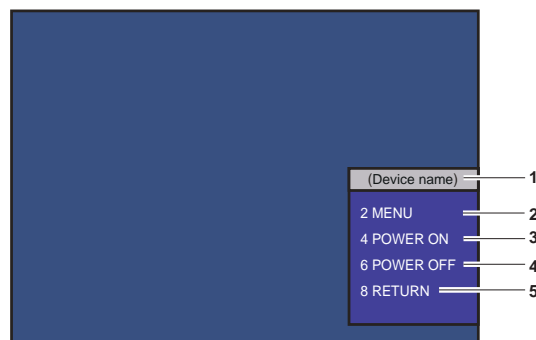 (Device name) 1
2 MENU 2
4 POWER ON 3
6 POWER OFF 4
8 RETURN 5